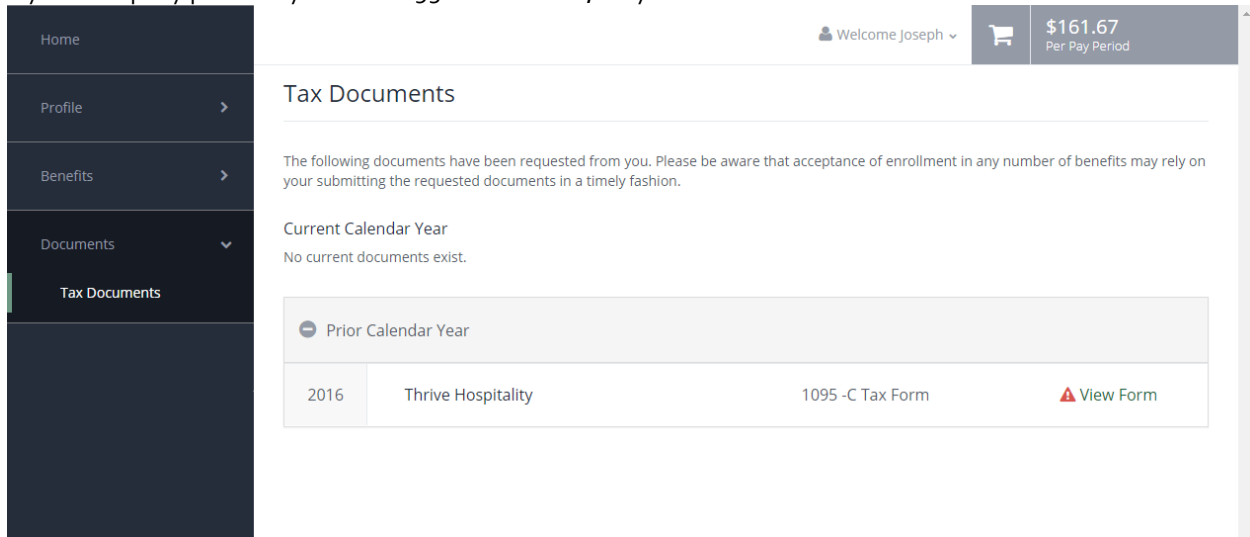 Home
Welcome Joseph
$161.67
Per Pay Period
Profile
Benefits
Documents
Tax Documents
Tax Documents
The following documents have been requested from you. Please be aware that acceptance of enrollment in any number of benefits may rely on
your submitting the requested documents in a timely fashion.
Current Calendar Year
No current documents exist.
Prior Calendar Year
2016 Thrive Hospitality 1095 -C Tax Form View Form